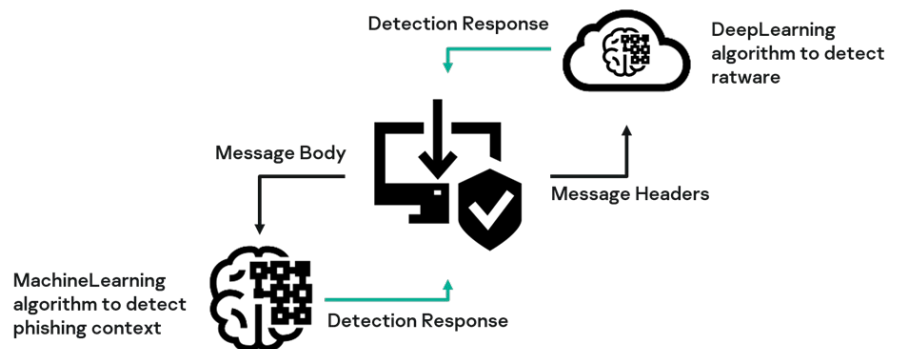 Detection Response
DeepLearning
algorithm to detect
ratware
Message Body
Message Headers
MachineLearning
algorithm to detect
phishing context
Detection Response